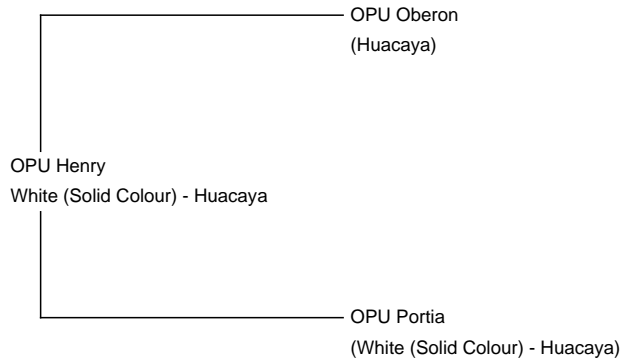 OPU Oberon
(Huacaya)
OPU Henry
White (Solid Colour) - Huacaya
OPU Portia
(White (Solid Colour) - Huacaya)